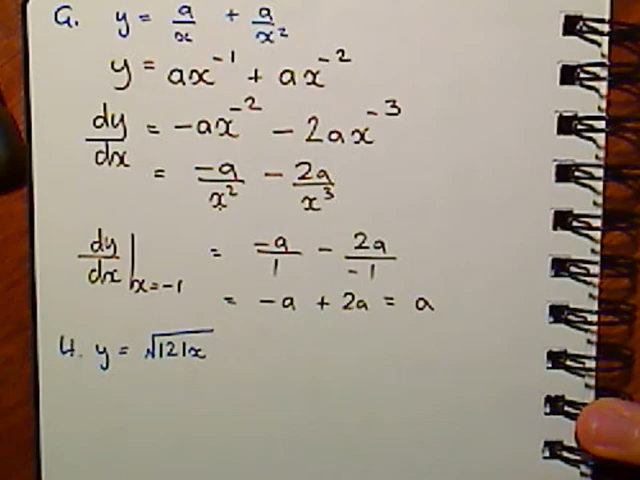 G. y = a/x + a/x²
y = ax⁻¹ + ax⁻²
dy/dx = -ax⁻² - 2ax⁻³
= -a/x² - 2a/x³
dy/dx|x=-1 = -a/1 - 2a/-1
= -a + 2a = a
H. y = √121x